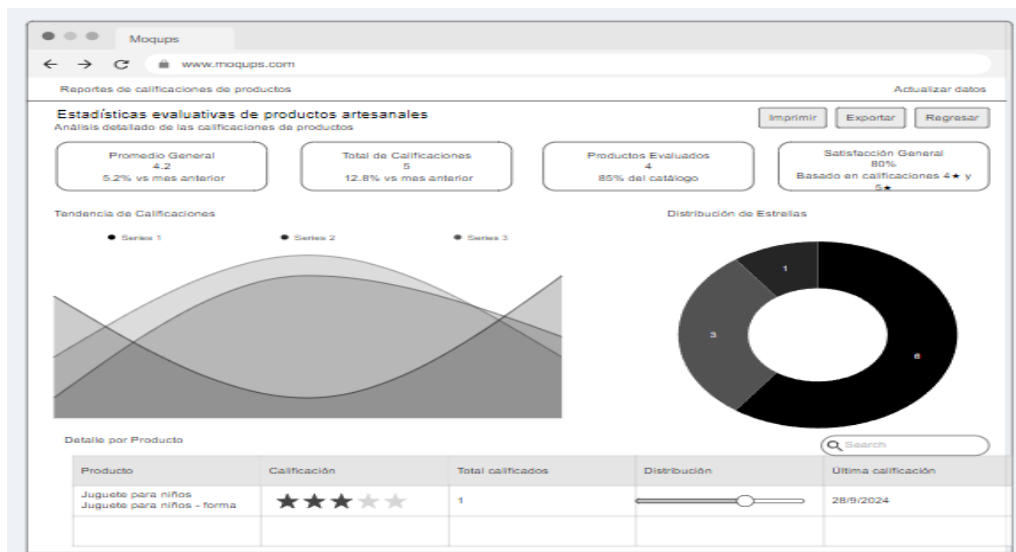 Moqups
www.moqups.com
Reportes de calificaciones de productos
Actualizar datos
Estadísticas evaluativas de productos artesanales
Análisis detallado de las calificaciones de productos
Imprimir
Exportar
Regresar
Promedio General
4.2
5.2% vs mes anterior
Total de Calificaciones
5
12.8% vs mes anterior
Productos Evaluados
4
85% del catálogo
Satisfacción General
80%
Basado en calificaciones 4★ y
5★
Tendencia de Calificaciones
Series 1
Series 2
Series 3
Distribución de Estrellas
1
3
6
Detalle por Producto
Search
Producto
Calificación
Total calificados
Distribución
Última calificación
Juguete para niños
Juguete para niños - forma
1
28/9/2024